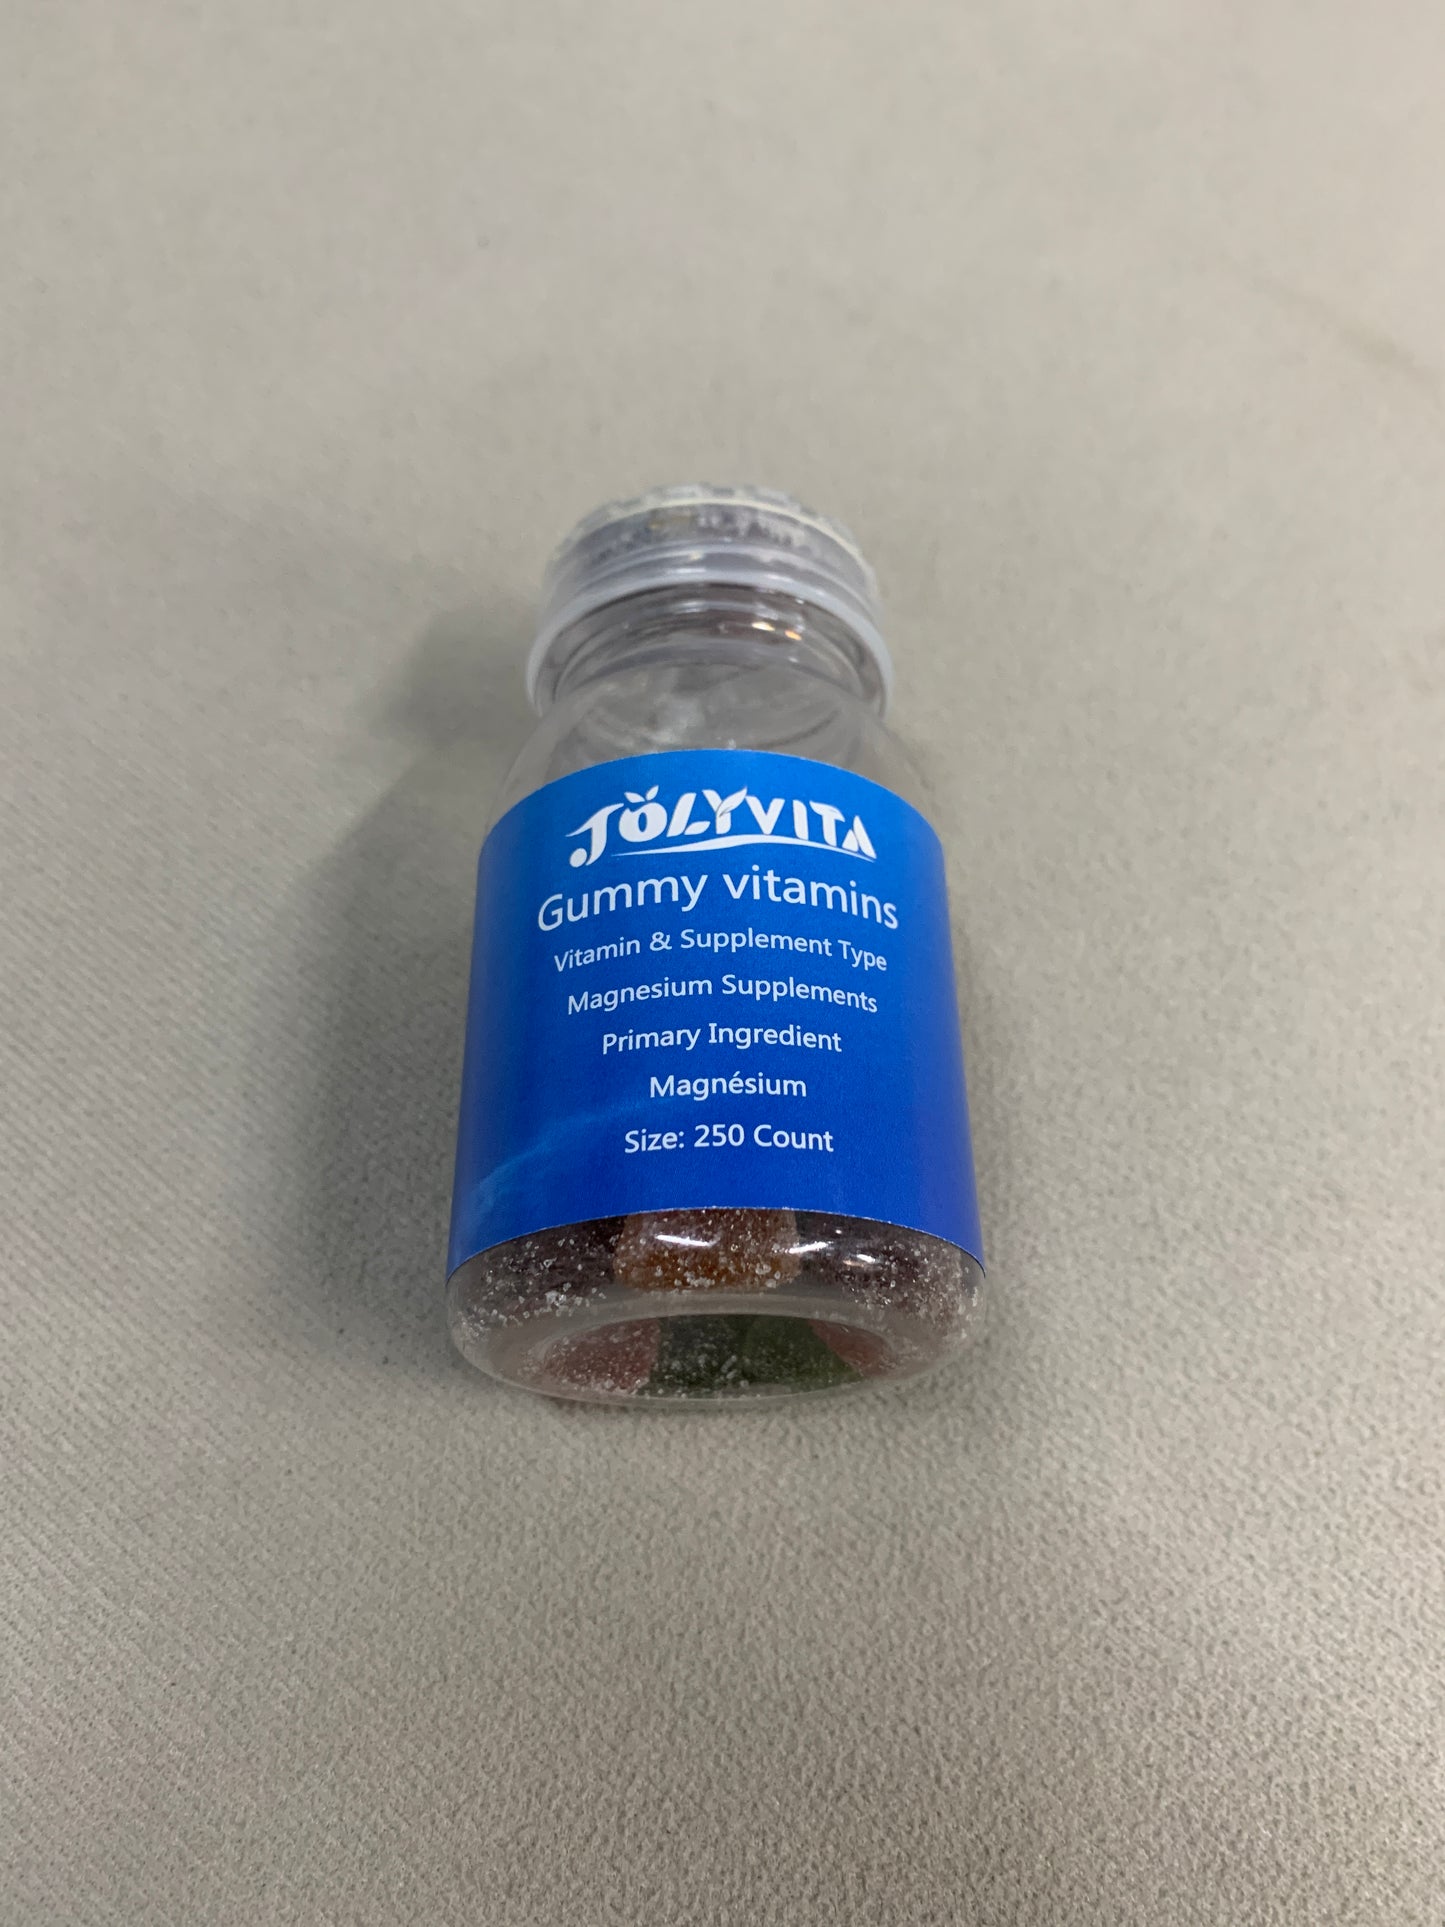 JOLYVITA
Gummy vitamins
Vitamin & Supplement Type
Magnesium Supplements
Primary Ingredient
Magnésium
Size: 250 Count